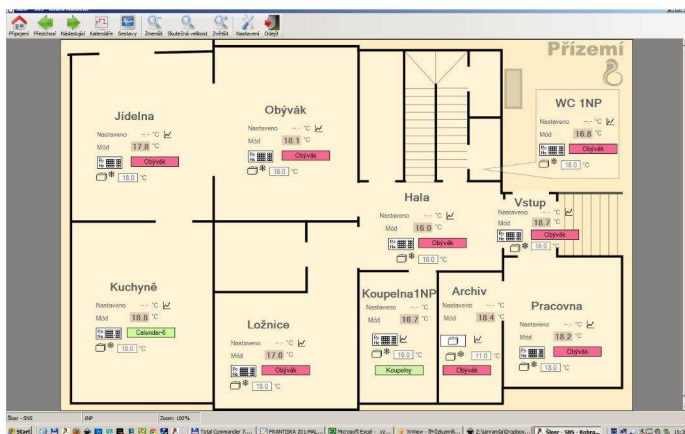 Připojení Předchozí Následující Kalendáře Sestavy Zmenšit Skutečná velikost Zvětšit Nastavení Odejít
Přízemí
Jídelna
Nastaveno --.- °C
Mód 17.8 °C
Obývák
18.0 °C
Obývák
Nastaveno --.- °C
Mód 18.1 °C
Obývák
18.0 °C
WC 1NP
Nastaveno --.- °C
Mód 16.8 °C
Obývák
18.0 °C
Hala
Nastaveno --.- °C
Mód 16.0 °C
Obývák
18.0 °C
Vstup
Nastaveno --.- °C
Mód 18.7 °C
Obývák
18.0 °C
Kuchyně
Nastaveno --.- °C
Mód 18.8 °C
Calendar-6
18.0 °C
Ložnice
Nastaveno --.- °C
Mód 17.0 °C
Obývák
18.0 °C
Koupelna1NP
Nastaveno --.- °C
Mód 16.7 °C
18.0 °C
Koupelny
Archiv
Nastaveno --.- °C
Mód 18.4 °C
11.0 °C
Obývák
Pracovna
Nastaveno --.- °C
Mód 18.2 °C
Obývák
18.0 °C
SNS
1NP
Zoom: 100%
Start
Total Commander 7....
Microsoft Excel -
SNS - Kobra...